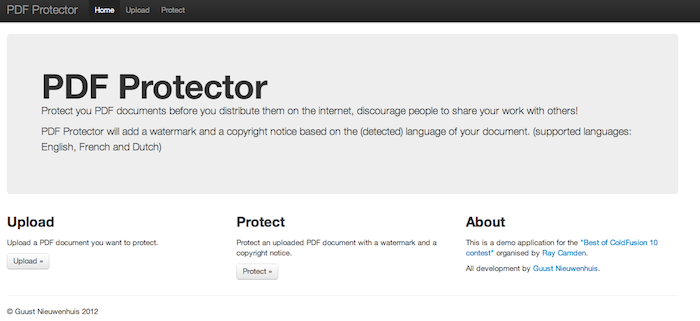 PDF Protector Home Upload Protect
PDF Protector
Protect you PDF documents before you distribute them on the internet, discourage people to share your work with others!
PDF Protector will add a watermark and a copyright notice based on the (detected) language of your document. (supported languages:
English, French and Dutch)
Upload
Upload a PDF document you want to protect.
Upload »
Protect
Protect an uploaded PDF document with a watermark and a
copyright notice.
Protect »
About
This is a demo application for the "Best of ColdFusion 10
contest" organised by Ray Camden.
All development by Guust Nieuwenhuis.
© Guust Nieuwenhuis 2012